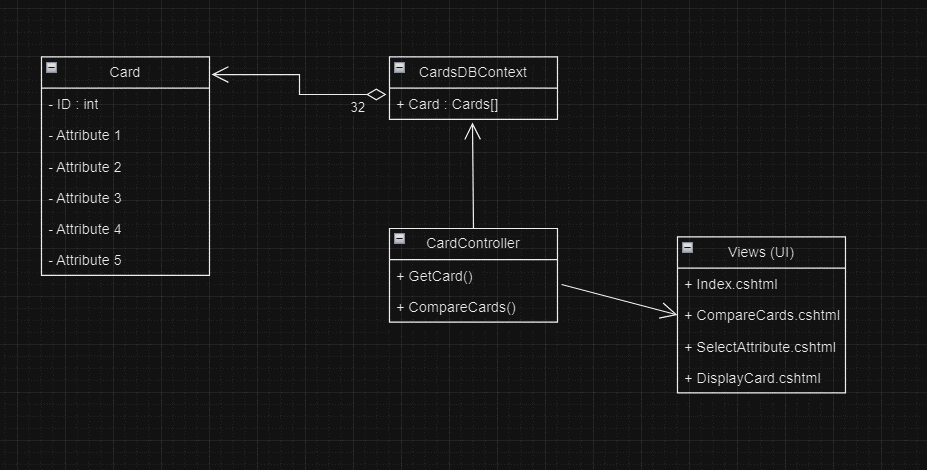 Card
- ID : int
- Attribute 1
- Attribute 2
- Attribute 3
- Attribute 4
- Attribute 5
32
CardsDBContext
+ Card : Cards[]
CardController
+ GetCard()
+ CompareCards()
Views (UI)
+ Index.cshtml
+ CompareCards.cshtml
+ SelectAttribute.cshtml
+ DisplayCard.cshtml